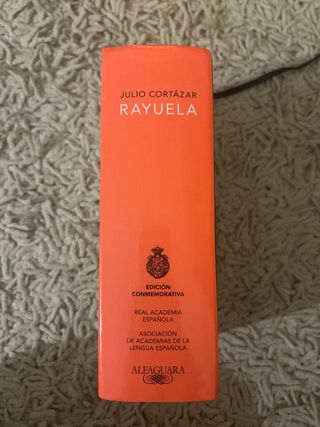 JULIO CORTÁZAR
RAYUELA
EDICIÓN
CONMEMORATIVA
REAL ACADEMIA
ESPAÑOLA
ASOCIACIÓN
DE ACADEMIAS DE LA
LENGUA ESPAÑOLA
ALFAGUARA